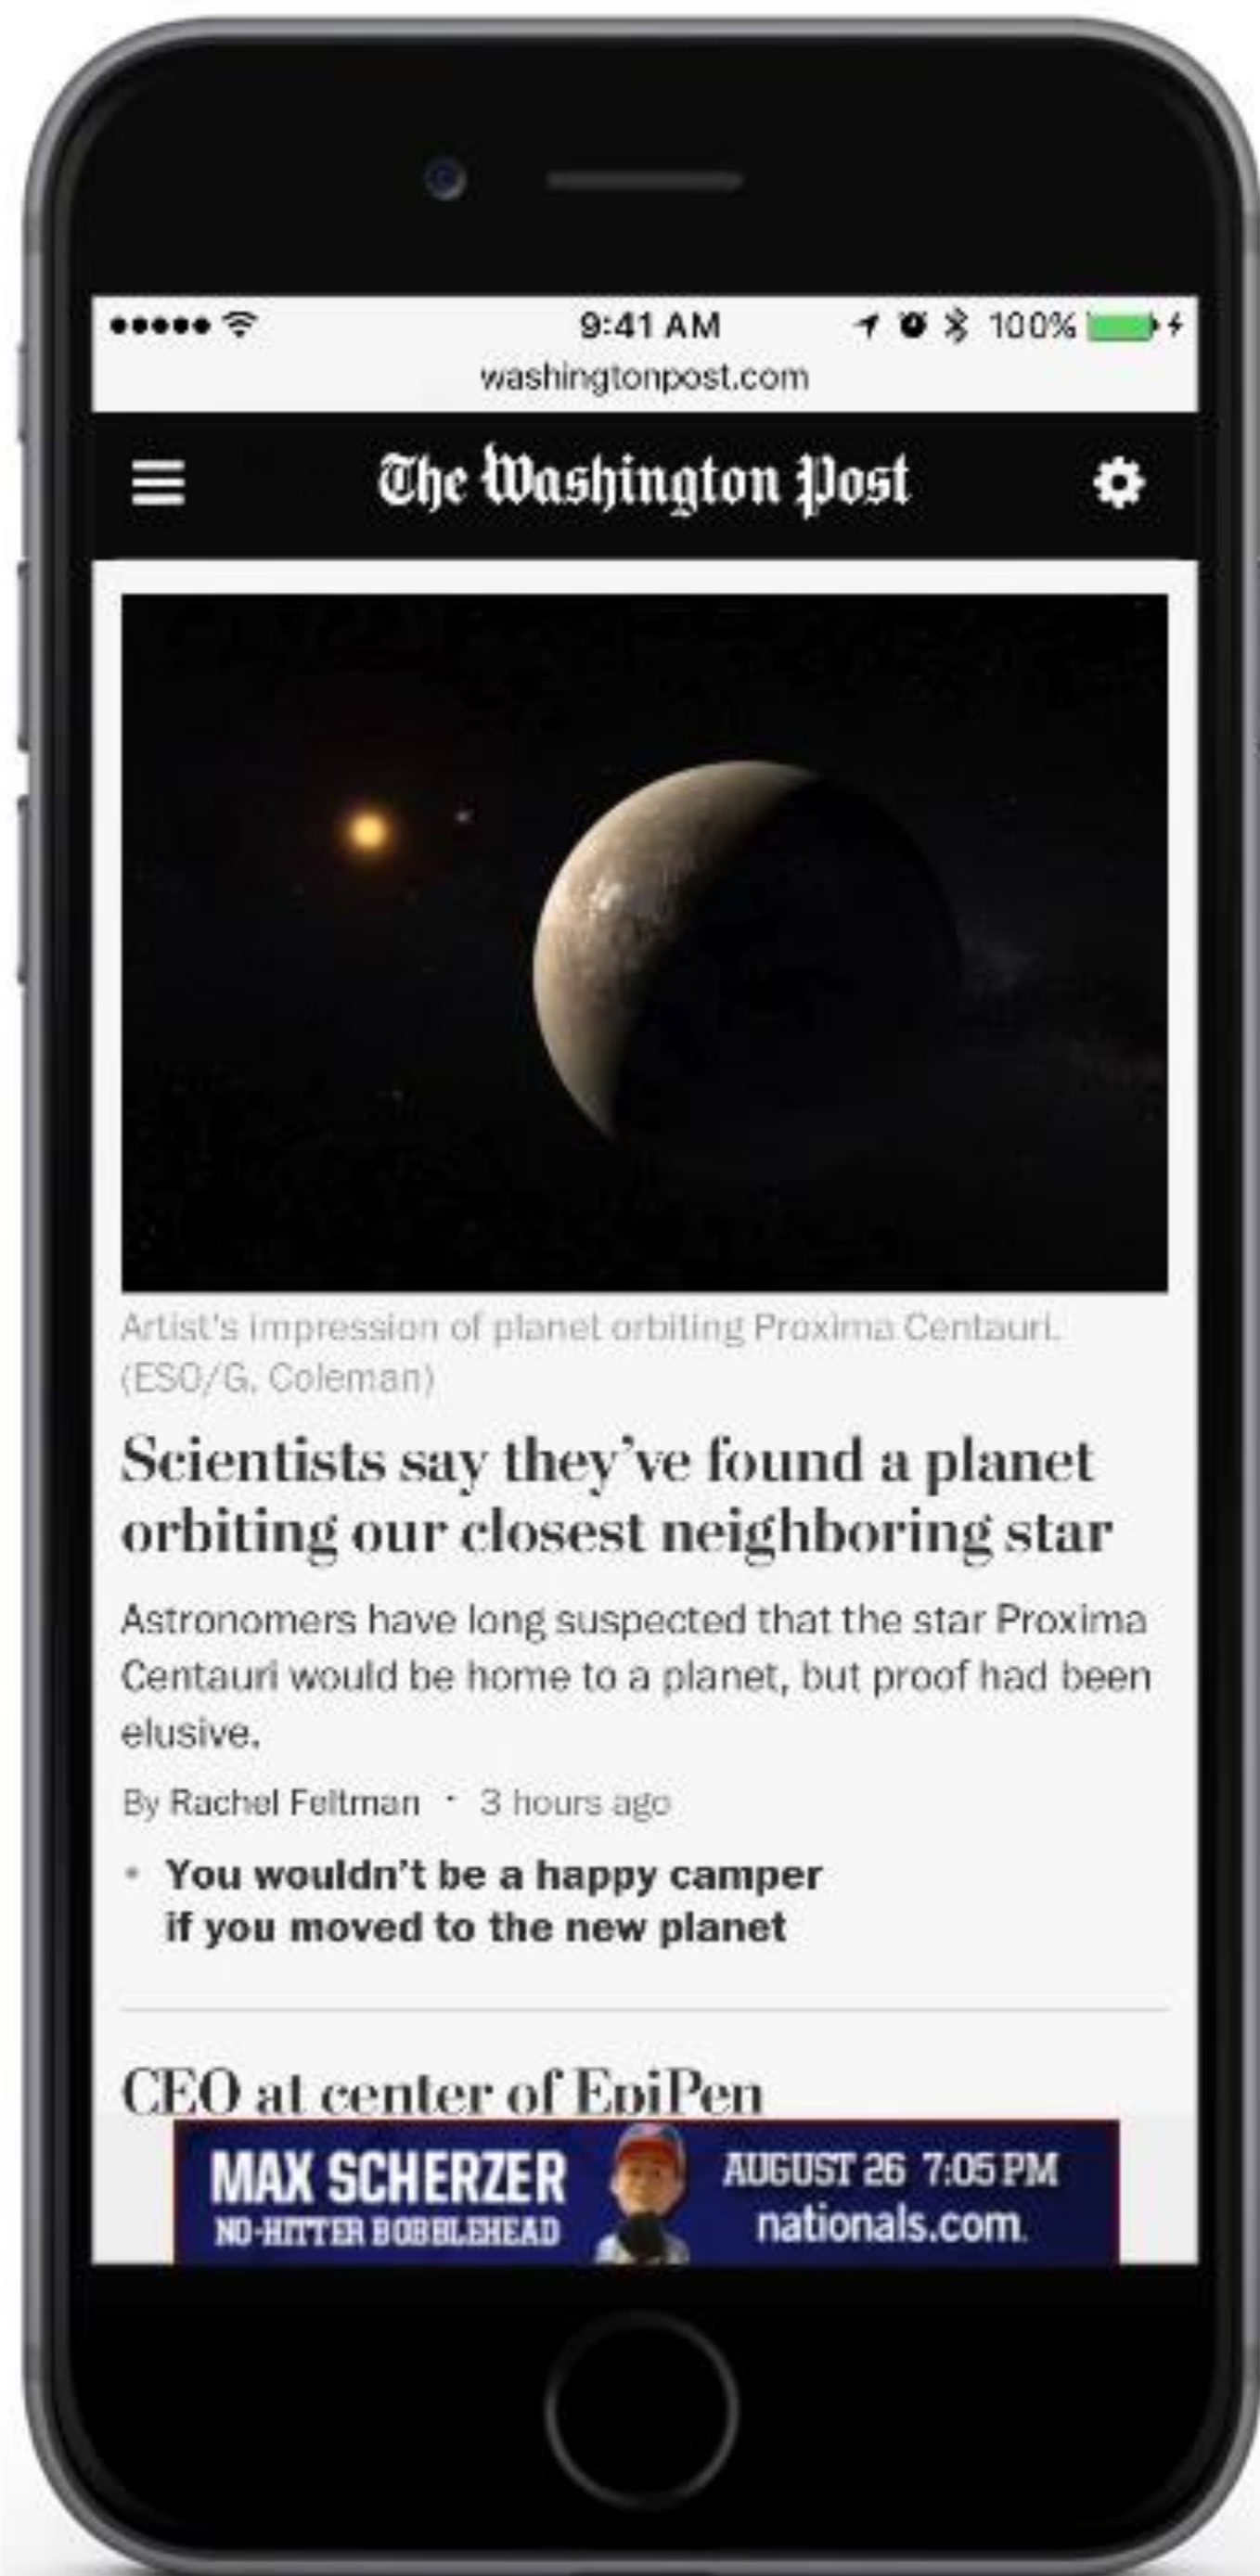 9:41 AM 100%
washingtonpost.com
The Washington Post
Artist's impression of planet orbiting Proxima Centauri.
(ESO/G. Coleman)
Scientists say they've found a planet
orbiting our closest neighboring star
Astronomers have long suspected that the star Proxima
Centauri would be home to a planet, but proof had been
elusive.
By Rachel Feltman · 3 hours ago
• You wouldn't be a happy camper
if you moved to the new planet
CEO at center of EpiPen
MAX SCHERZER
NO-HITTER BOBBLEHEAD
AUGUST 26 7:05 PM
nationals.com